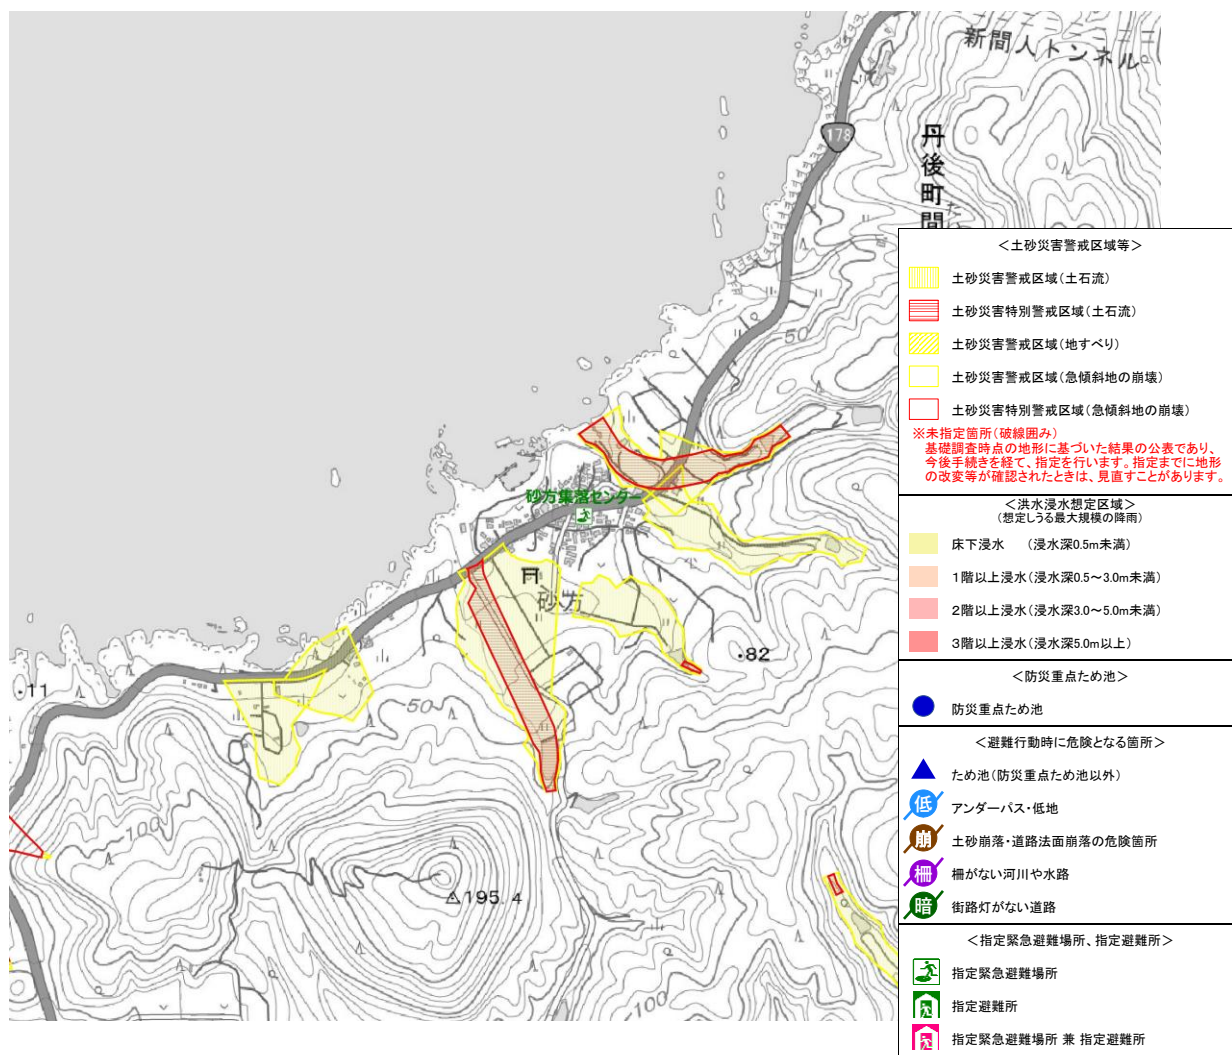 新間人トンネル
178
丹後町間
50
砂方集落センター
砂方
82
11
50
100
195.4
100
＜土砂災害警戒区域等＞
土砂災害警戒区域(土石流)
土砂災害特別警戒区域(土石流)
土砂災害警戒区域(地すべり)
土砂災害警戒区域(急傾斜地の崩壊)
土砂災害特別警戒区域(急傾斜地の崩壊)
※未指定箇所(破線囲み)
基礎調査時点の地形に基づいた結果の公表であり、
今後手続きを経て、指定を行います。指定までに地形
の改変等が確認されたときは、見直すことがあります。
＜洪水浸水想定区域＞
(想定しうる最大規模の降雨)
床下浸水　(浸水深0.5m未満)
1階以上浸水(浸水深0.5～3.0m未満)
2階以上浸水(浸水深3.0～5.0m未満)
3階以上浸水(浸水深5.0m以上)
＜防災重点ため池＞
防災重点ため池
＜避難行動時に危険となる箇所＞
ため池(防災重点ため池以外)
低 アンダーパス・低地
崩 土砂崩落・道路法面崩落の危険箇所
柵 柵がない河川や水路
暗 街路灯がない道路
＜指定緊急避難場所、指定避難所＞
指定緊急避難場所
指定避難所
指定緊急避難場所 兼 指定避難所